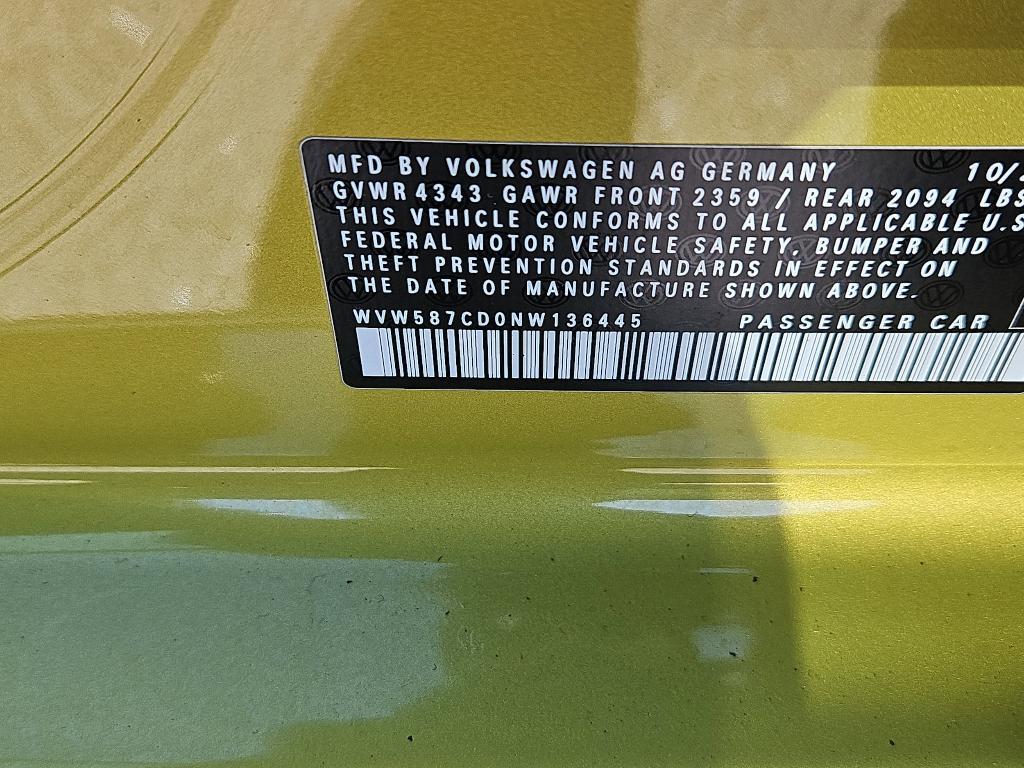 MFD BY VOLKSWAGEN AG GERMANY 10/
GVWR 4343 GAWR FRONT 2359 / REAR 2094 LBS
THIS VEHICLE CONFORMS TO ALL APPLICABLE U.S
FEDERAL MOTOR VEHICLE SAFETY, BUMPER AND
THEFT PREVENTION STANDARDS IN EFFECT ON
THE DATE OF MANUFACTURE SHOWN ABOVE.
WVW587CD0NW136445 PASSENGER CAR